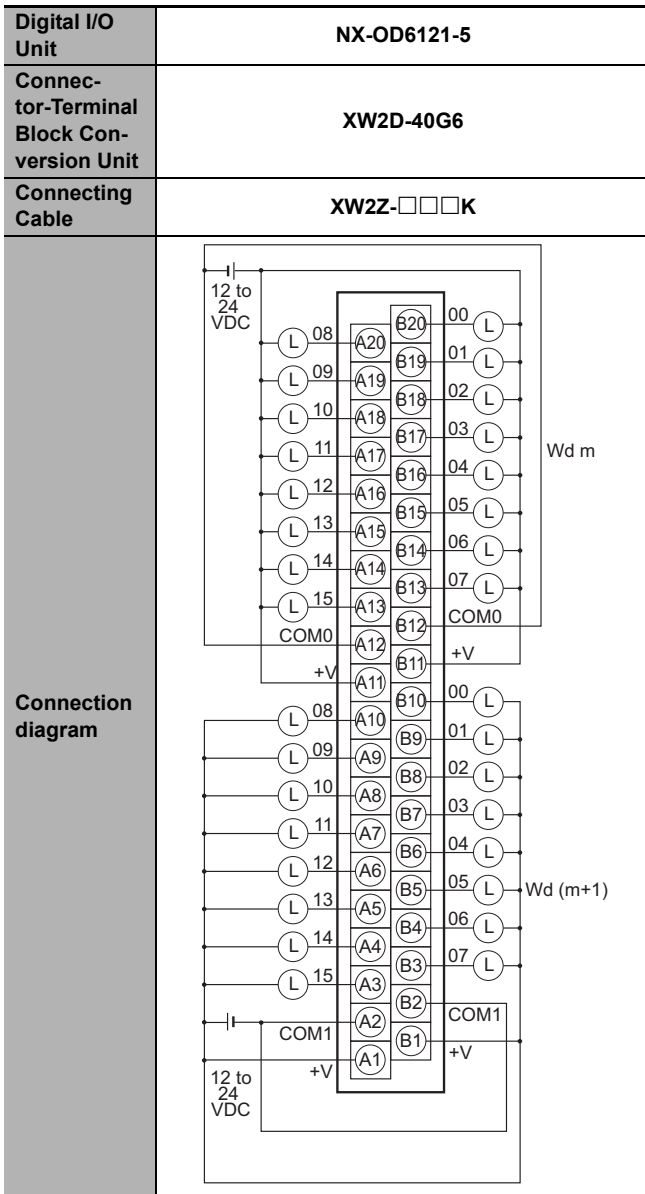 Digital I/O
Unit
NX-OD6121-5
Connec-
tor-Terminal
Block Con-
version Unit
XW2D-40G6
Connecting
Cable
XW2Z-□□□K
Connection
diagram
12 to
24
VDC
B20 00 L
L 08 A20
B19 01 L
L 09 A19
B18 02 L
L 10 A18
B17 03 L
Wd m
L 11 A17
B16 04 L
L 12 A16
B15 05 L
L 13 A15
B14 06 L
L 14 A14
B13 07 L
L 15 A13
B12 COM0
COM0 A12
B11 +V
+V A11
B10 00 L
L 08 A10
B9 01 L
L 09 A9
B8 02 L
L 10 A8
B7 03 L
L 11 A7
B6 04 L
L 12 A6
B5 05 L Wd (m+1)
L 13 A5
B4 06 L
L 14 A4
B3 07 L
L 15 A3
B2 COM1
COM1 A2
B1 +V
+V A1
12 to
24
VDC